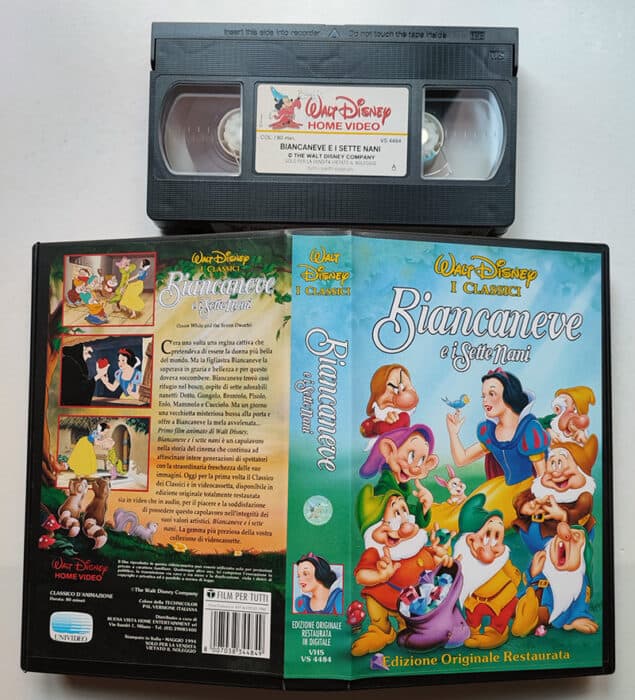 Insert this side into recorder
Do not touch the tape inside
VHS
WALT DISNEY
HOME VIDEO
COL. / 80 min.
VS 4484
BIANCANEVE E I SETTE NANI
© THE WALT DISNEY COMPANY
SOLO PER LA VENDITA VIETATO IL NOLEGGIO
WALT DISNEY
I CLASSICI
Biancaneve
e i Sette Nani
(Snow White and the Seven Dwarfs)
C'era una volta una regina cattiva che
pretendeva di essere la donna più bella
del mondo. Ma la figliastra Biancaneve la
superava in grazia e bellezza e per questo
doveva soccombere. Biancaneve trovò così
rifugio nel bosco, ospite di sette adorabili
nanetti: Dotto, Gongolo, Brontolo, Pisolo,
Eolo, Mammolo e Cucciolo. Ma un giorno
una vecchietta misteriosa bussa alla porta e
offre a Biancaneve la mela avvelenata...
Primo film animato di Walt Disney,
Biancaneve e i sette nani è un capolavoro
nella storia del cinema che continua ad
affascinare intere generazioni di spettatori
con la straordinaria freschezza delle sue
immagini. Oggi per la prima volta il Classico
dei Classici è in videocassetta, disponibile in
edizione originale totalmente restaurata
sia in video che in audio, per il piacere e la soddisfazione
di possedere questo capolavoro nell'integrità dei
suoi valori artistici. Biancaneve e i sette
nani. La gemma più preziosa della vostra
collezione di videocassette.
WALT DISNEY
HOME VIDEO
CLASSICO D'ANIMAZIONE
Durata: 80 minuti
UNIVIDEO
© The Walt Disney Company
Colore della TECHNICOLOR
PAL/VERSIONE ITALIANA
Distribuito a cura di
BUENA VISTA HOME ENTERTAINMENT srl
Stampato in Italia - MAGGIO 1994
SOLO PER LA VENDITA
VIETATO IL NOLEGGIO
T FILM PER TUTTI
8 007038 344849
WALT
DISNEY
I CLASSICI
Biancaneve
e i Sette Nani
EDIZIONE ORIGINALE
RESTAURATA
IN DIGITALE
VHS
VS 4484
WALT DISNEY
I CLASSICI
Biancaneve
e i Sette Nani
Edizione Originale Restaurata